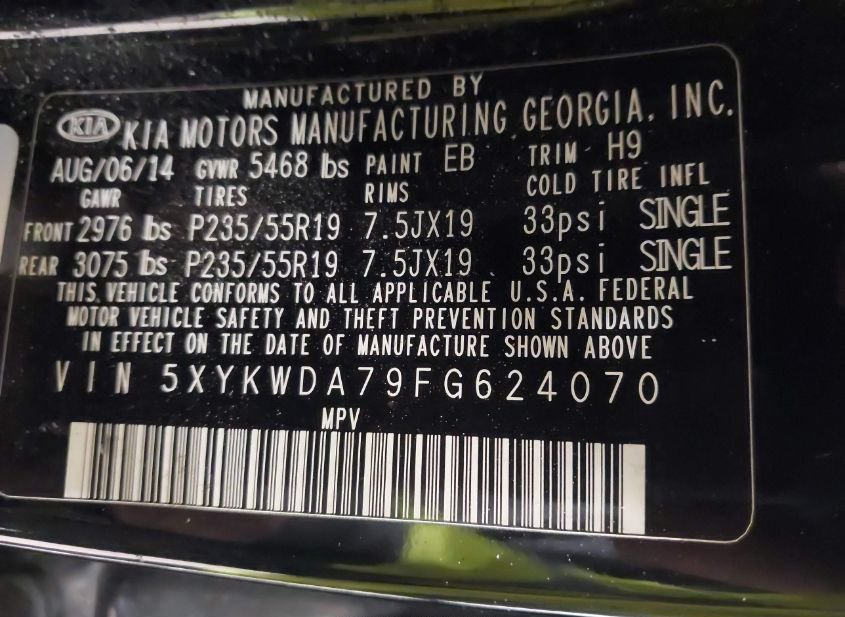 MANUFACTURED BY
KIA KIA MOTORS MANUFACTURING GEORGIA, INC.
AUG/06/14 GVWR 5468 lbs PAINT EB TRIM H9
GAWR TIRES RIMS COLD TIRE INFL
FRONT 2976 lbs P235/55R19 7.5JX19 33psi SINGLE
REAR 3075 lbs P235/55R19 7.5JX19 33psi SINGLE
THIS VEHICLE CONFORMS TO ALL APPLICABLE U.S.A. FEDERAL
MOTOR VEHICLE SAFETY AND THEFT PREVENTION STANDARDS
IN EFFECT ON THE DATE OF MANUFACTURE SHOWN ABOVE
VIN 5XYKWDA79FG624070
MPV